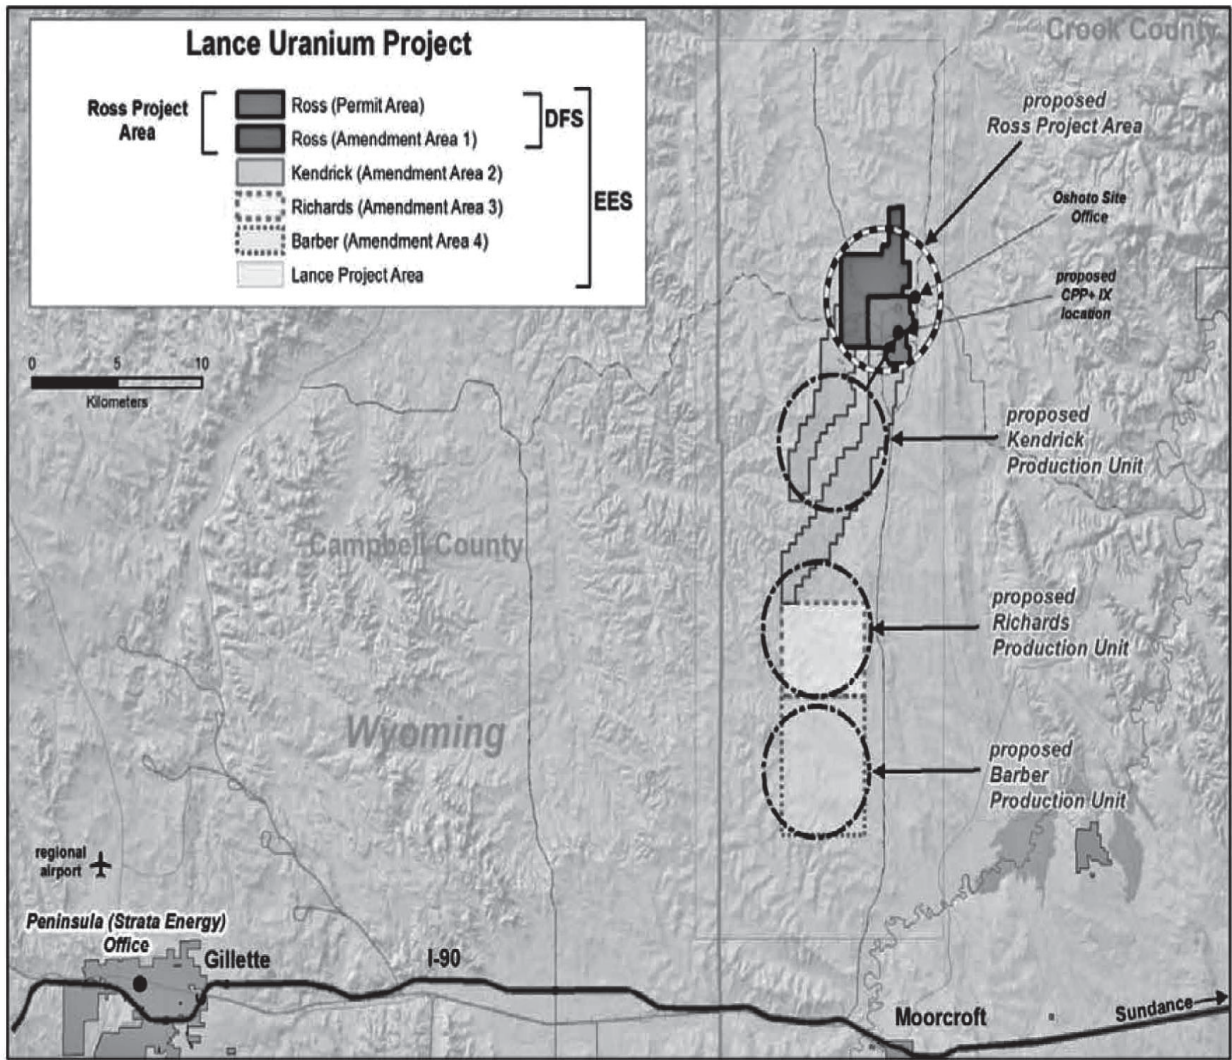 Lance Uranium Project
Ross Project
Area
Ross (Permit Area)
Ross (Amendment Area 1)
DFS
Kendrick (Amendment Area 2)
Richards (Amendment Area 3)
Barber (Amendment Area 4)
Lance Project Area
EES
Crook County
proposed
Ross Project Area
Oshoto Site
Office
proposed
CPP+ IX
location
0 5 10
Kilometers
proposed
Kendrick
Production Unit
Campbell County
proposed
Richards
Production Unit
Wyoming
proposed
Barber
Production Unit
regional
airport
Peninsula (Strata Energy)
Office
Gillette
I-90
Moorcroft
Sundance